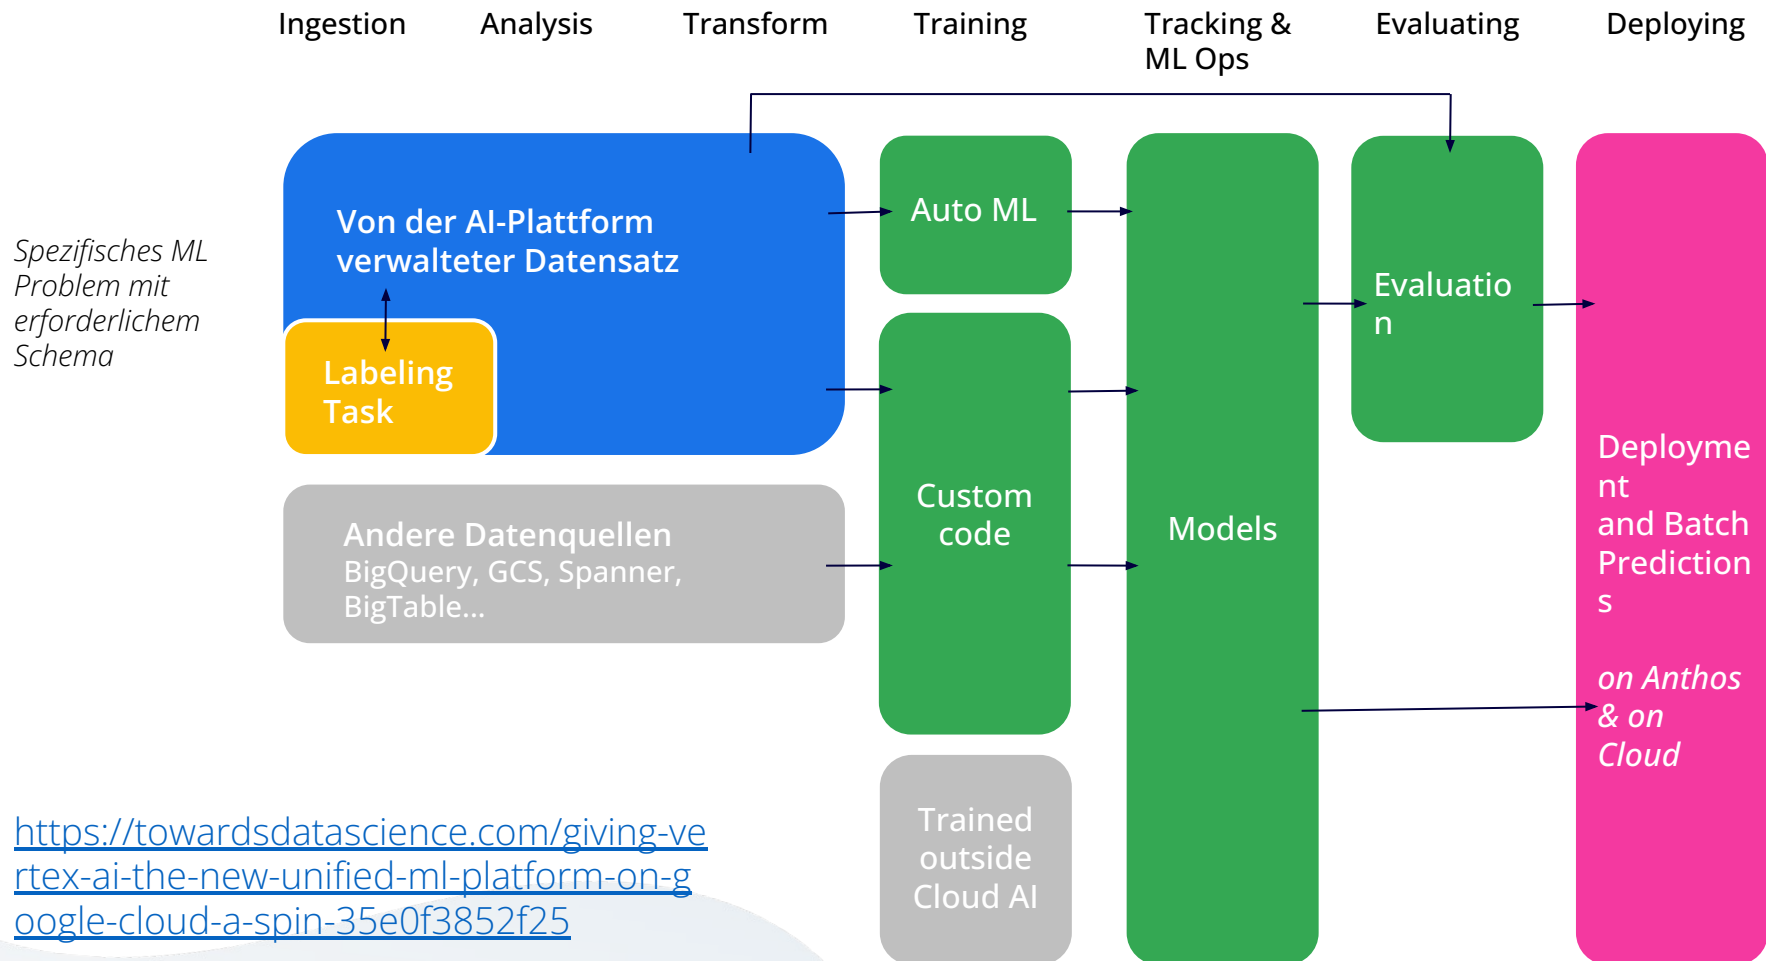 Ingestion
Analysis
Transform
Training
Tracking &
ML Ops
Evaluating
Deploying
Spezifisches ML
Problem mit
erforderlichem
Schema
Von der AI-Plattform
verwalteter Datensatz
Labeling
Task
Andere Datenquellen
BigQuery, GCS, Spanner,
BigTable...
Auto ML
Custom
code
Trained
outside
Cloud AI
Models
Evaluatio
n
Deployme
nt
and Batch
Prediction
s
on Anthos
& on
Cloud
https://towardsdatascience.com/giving-ve
rtex-ai-the-new-unified-ml-platform-on-g
oogle-cloud-a-spin-35e0f3852f25